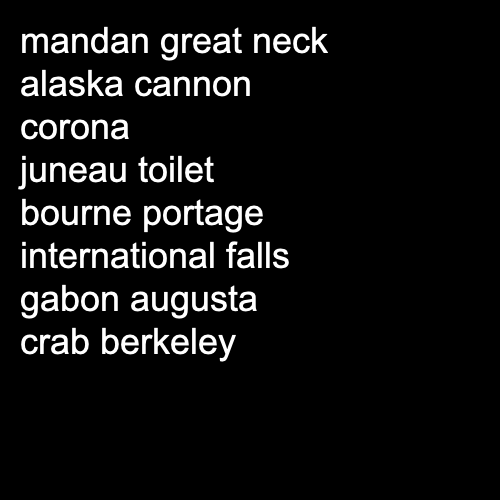 mandan great neck
alaska cannon
corona
juneau toilet
bourne portage
international falls
gabon augusta
crab berkeley